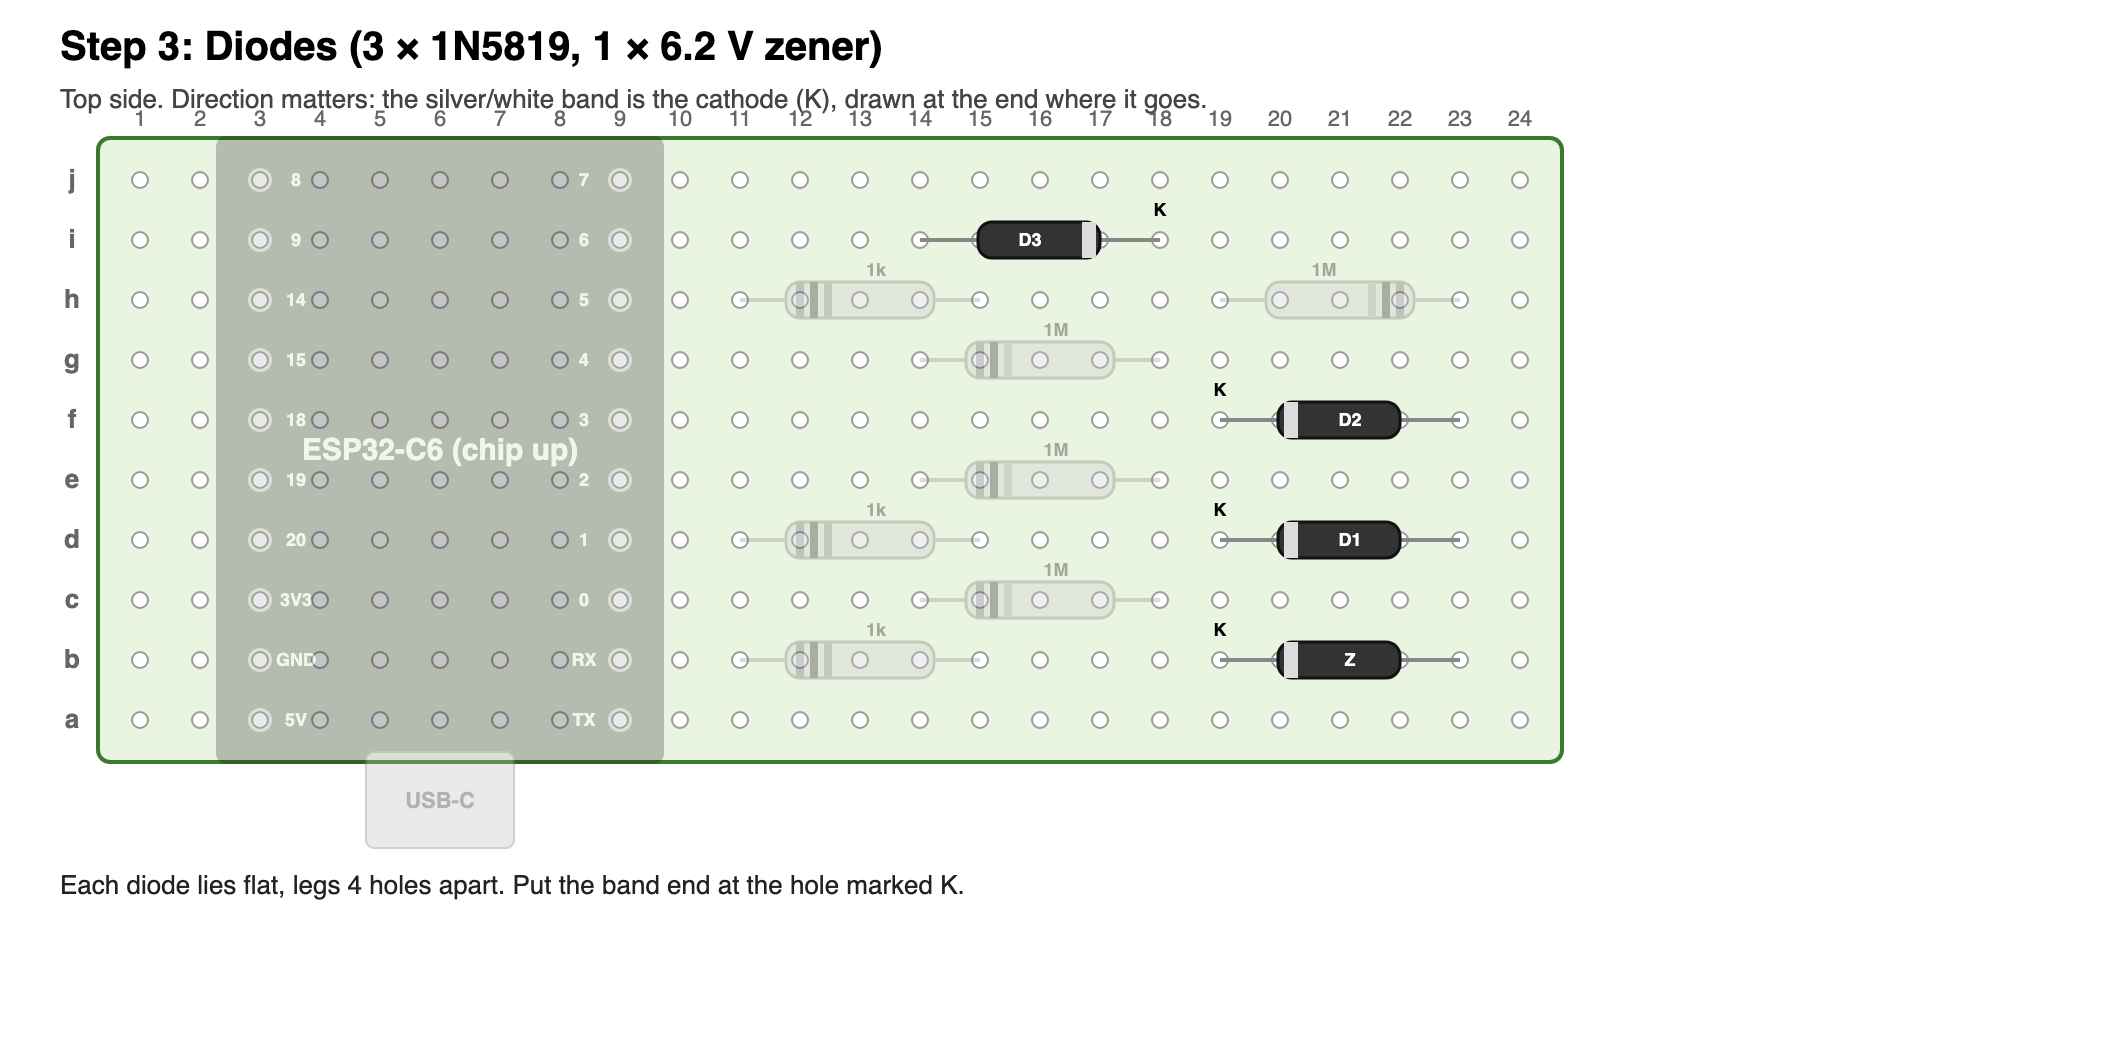 Step 3: Diodes (3 × 1N5819, 1 × 6.2 V zener)
Top side. Direction matters: the silver/white band is the cathode (K), drawn at the end where it goes.
1 2 3 4 5 6 7 8 9 10 11 12 13 14 15 16 17 18 19 20 21 22 23 24
j 8 7
K
i 9 6 D3
1k 1M
h 14 5
1M
g 15 4
K
f 18 3 D2
ESP32-C6 (chip up) 1M
e 19 2
1k K
d 20 1 D1
1M
c 3V3 0
1k K
b GND RX Z
a 5V TX
USB-C
Each diode lies flat, legs 4 holes apart. Put the band end at the hole marked K.